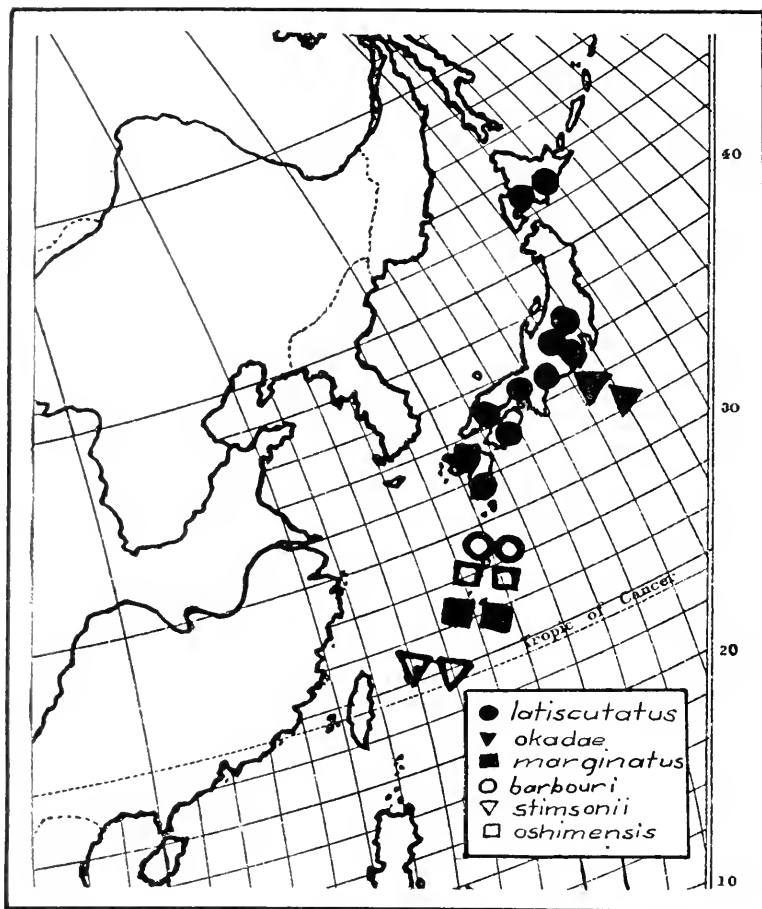 40
30
Tropic of Cancer
20
latiscutatus
okadae
marginatus
barbouri
stimsonii
oshimensis
10